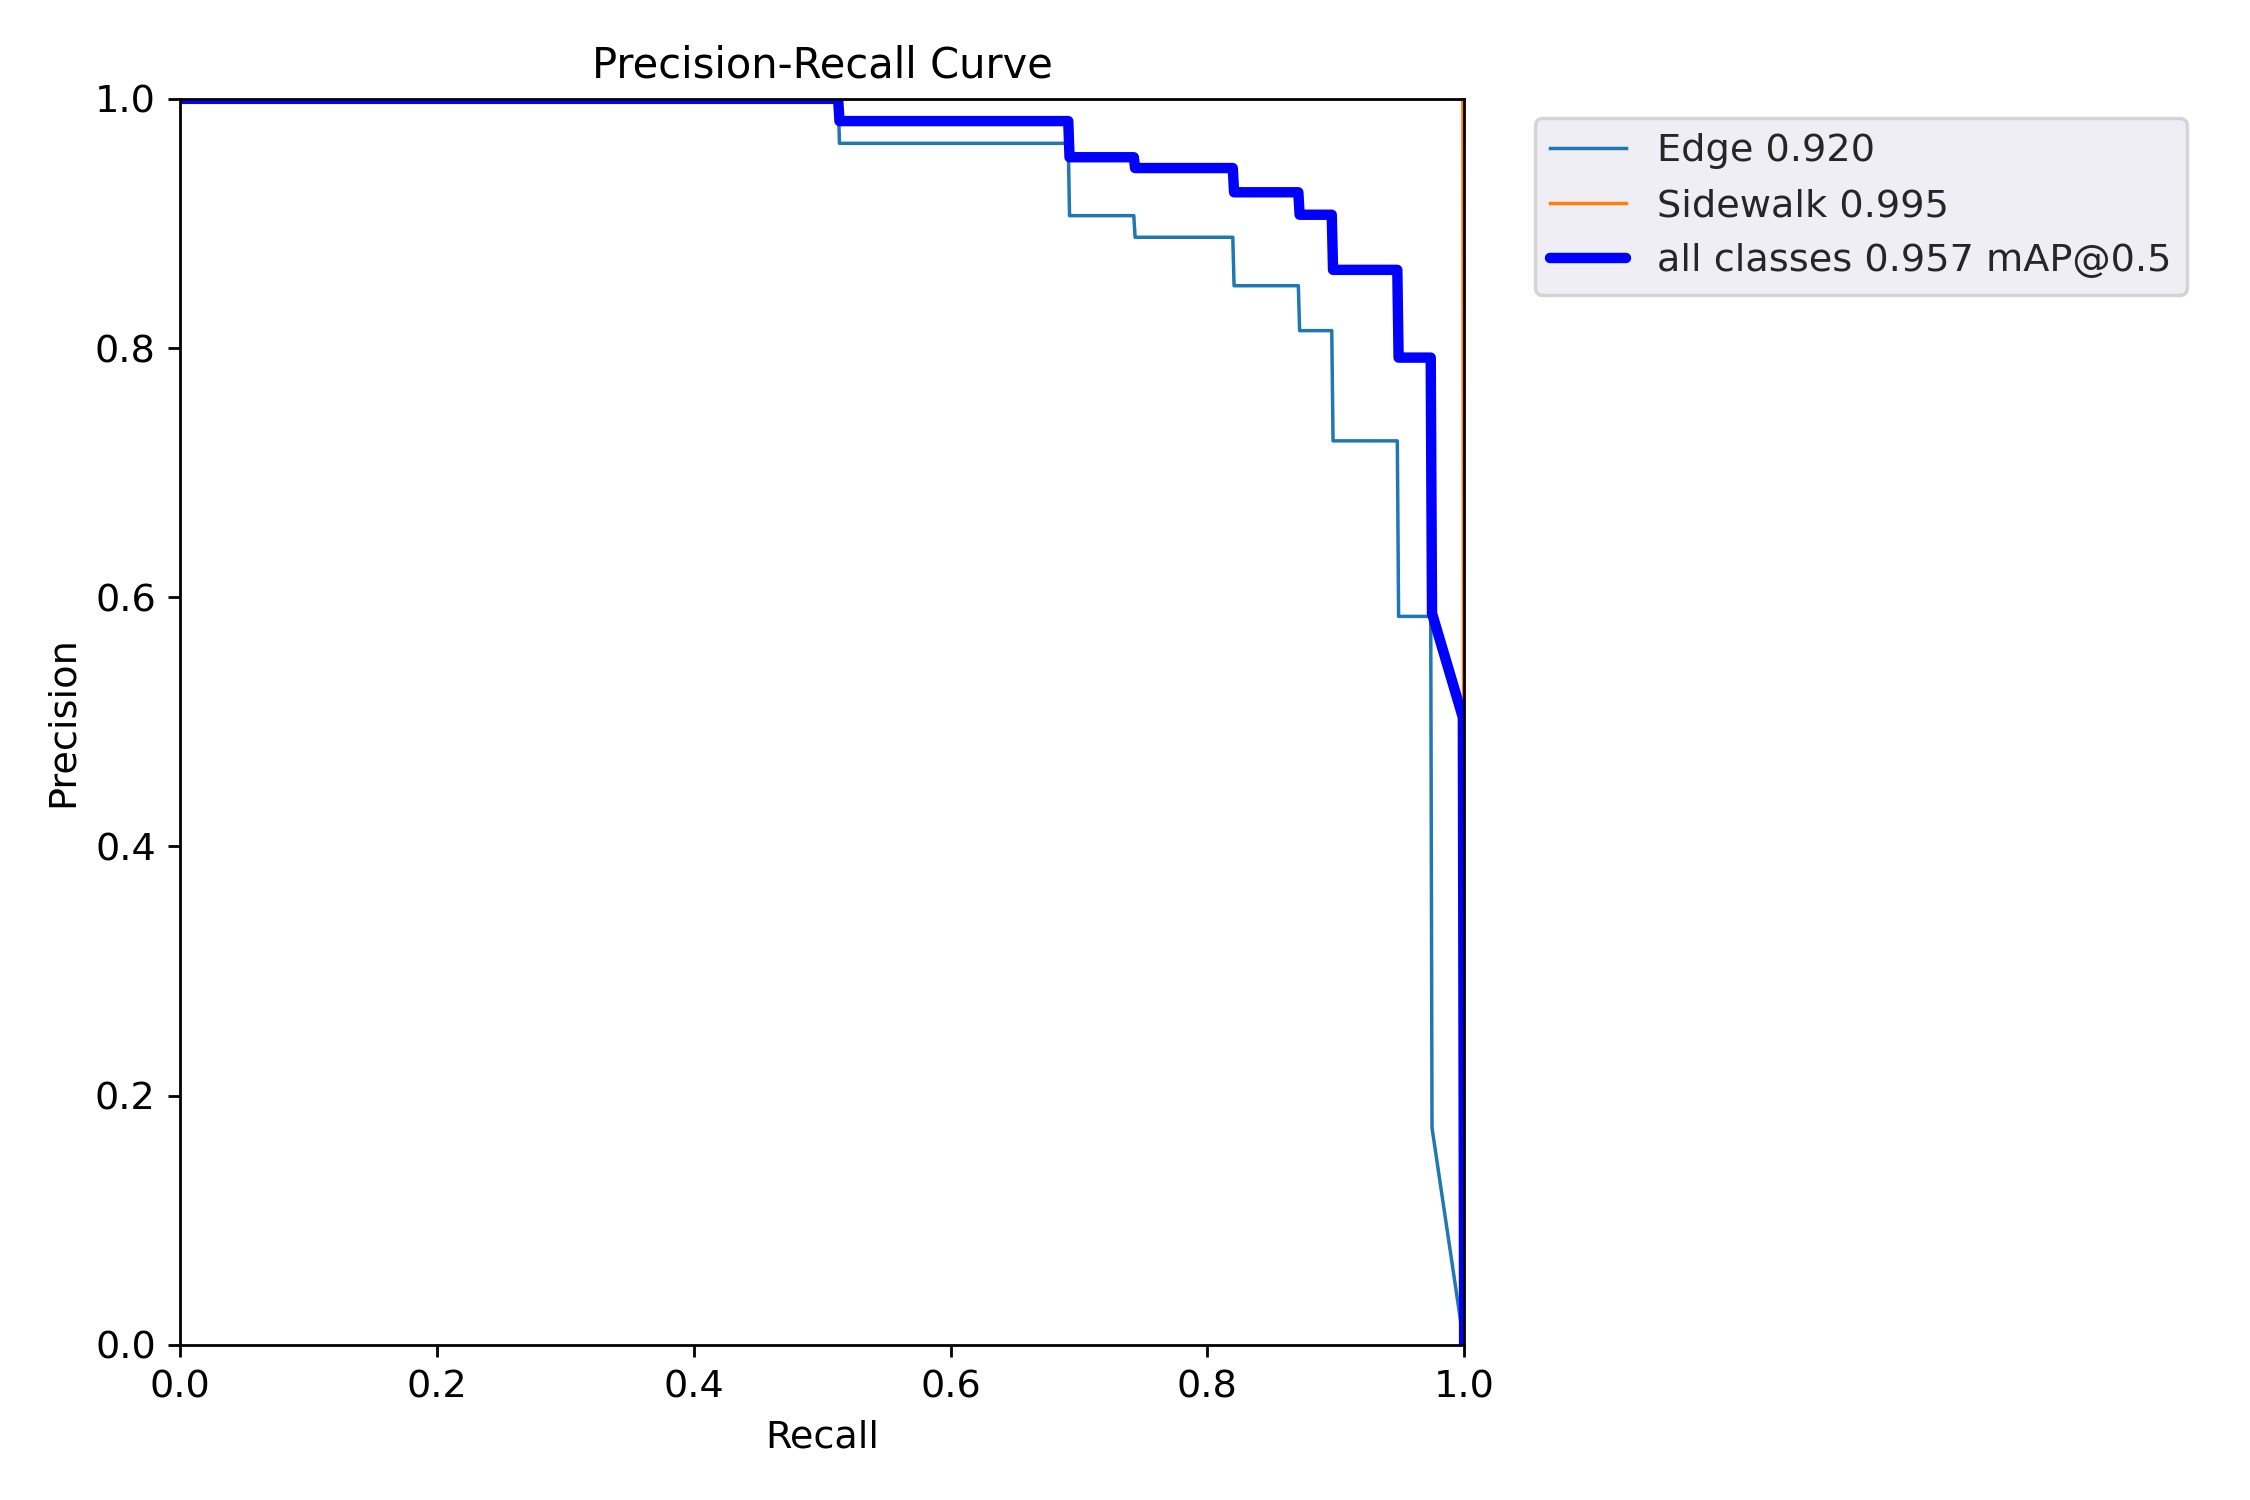 Precision-Recall Curve
1.0
0.8
0.6
0.4
0.2
0.0
Precision
0.0 0.2 0.4 0.6 0.8 1.0
Recall
Edge 0.920
Sidewalk 0.995
all classes 0.957 mAP@0.5